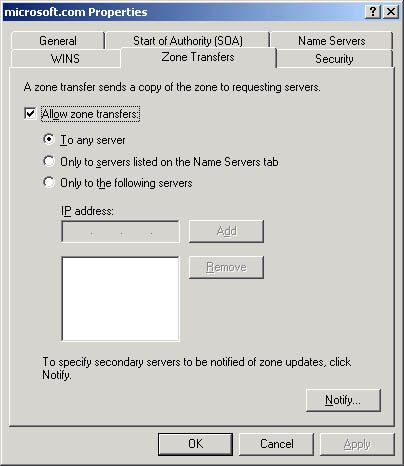 microsoft.com Properties
General
Start of Authority (SOA)
Name Servers
WINS
Zone Transfers
Security
A zone transfer sends a copy of the zone to requesting servers.
Allow zone transfers:
To any server
Only to servers listed on the Name Servers tab
Only to the following servers
IP address:
Add
Remove
To specify secondary servers to be notified of zone updates, click
Notify.
Notify...
OK
Cancel
Apply